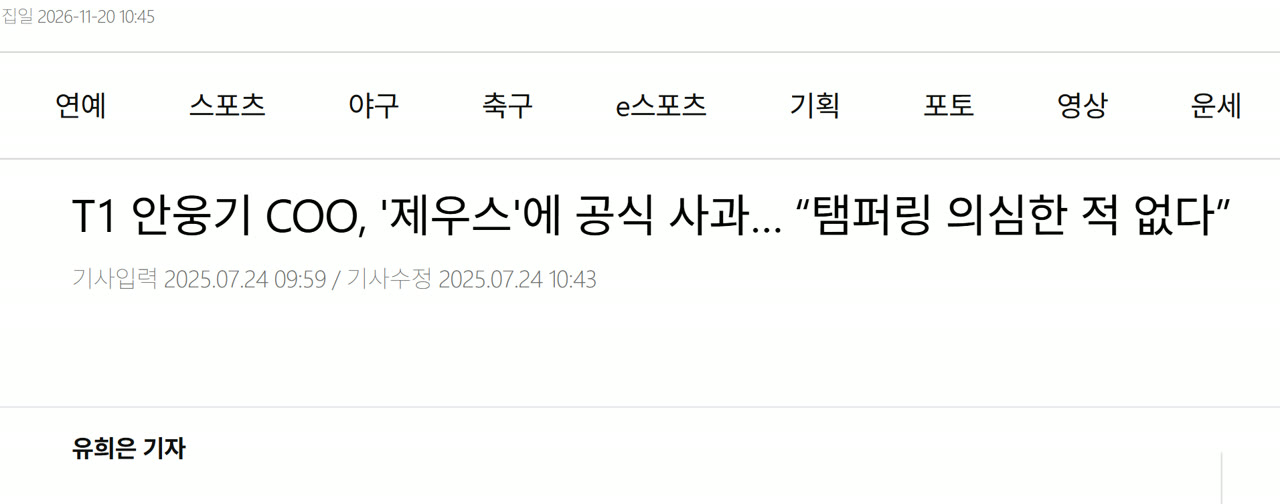 집일 2026-11-20 10:45
연예 스포츠 야구 축구 e스포츠 기획 포토 영상 운세
T1 안웅기 COO, '제우스'에 공식 사과... “탬퍼링 의심한 적 없다”
기사입력 2025.07.24 09:59 / 기사수정 2025.07.24 10:43
유희은 기자